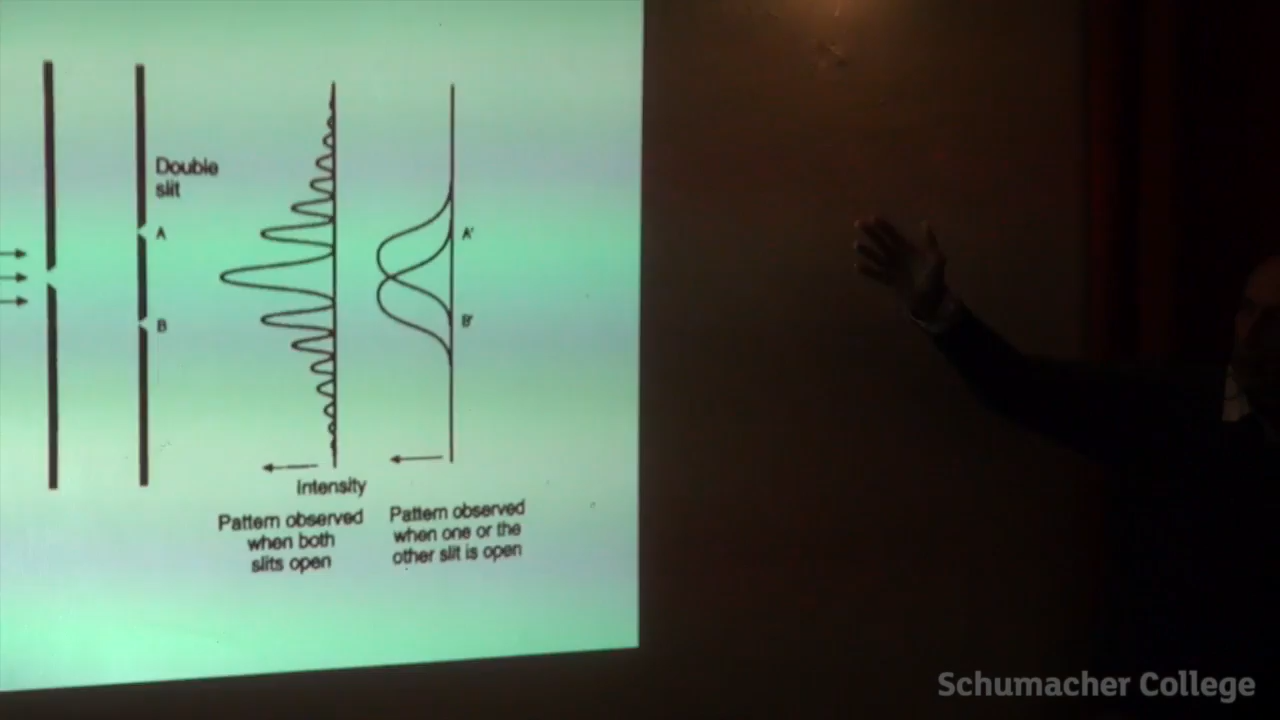 Double
slit
A
A'
B
B'
Intensity
Pattern observed
when both
slits open
Pattern observed
when one or the
other slit is open
Schumacher College